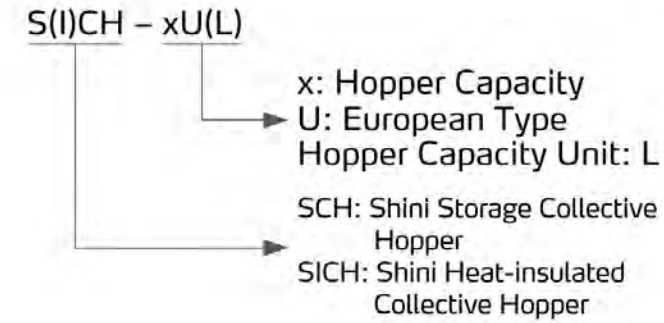 S(I)CH – xU(L)
x: Hopper Capacity
U: European Type
Hopper Capacity Unit: L
SCH: Shini Storage Collective
Hopper
SICH: Shini Heat-insulated
Collective Hopper